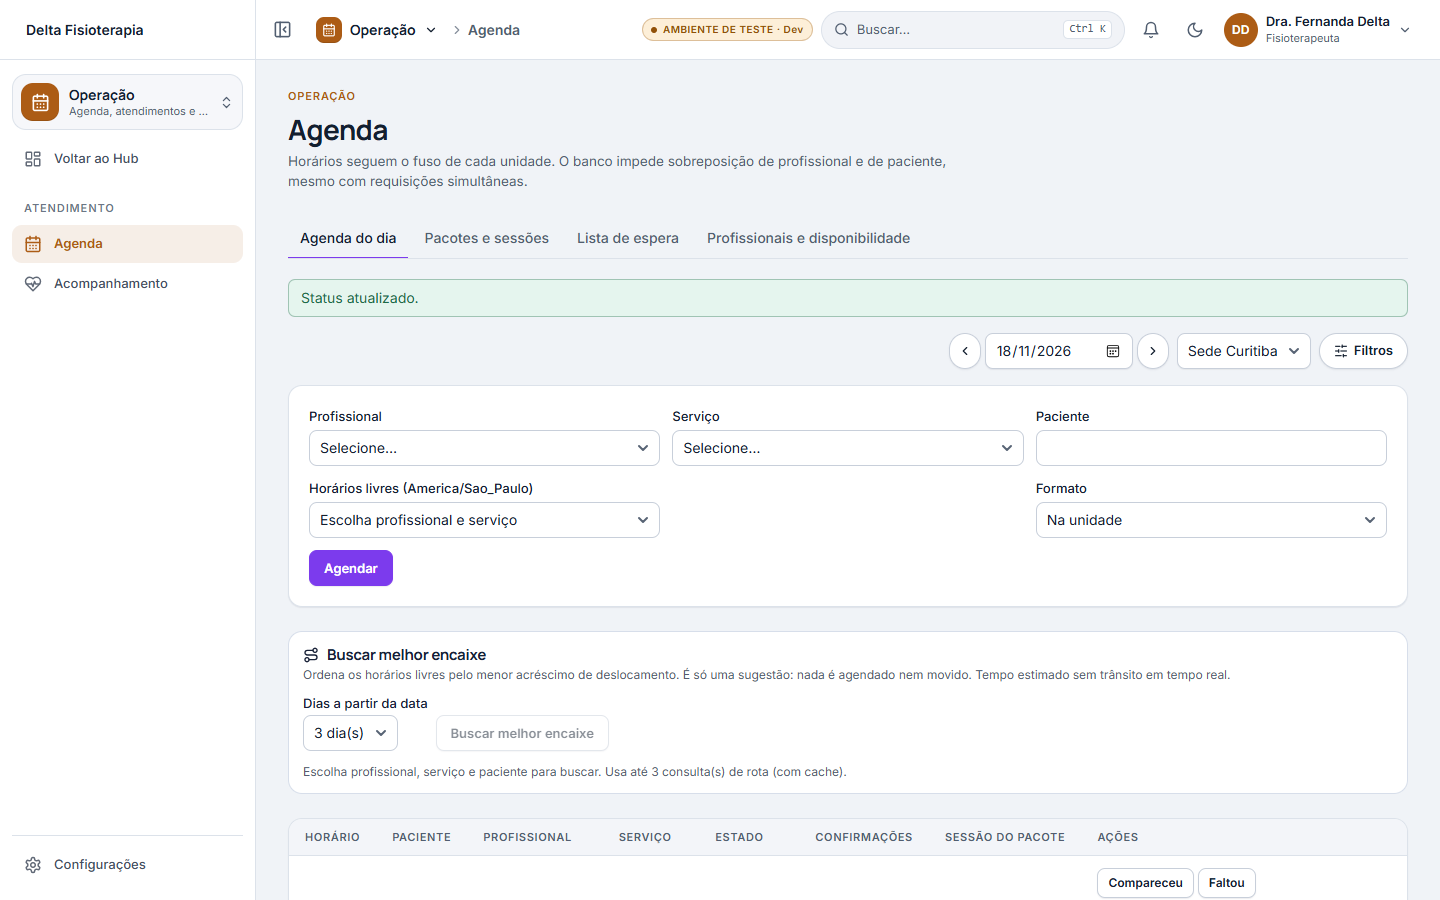 Delta Fisioterapia
Operação
Agenda
AMBIENTE DE TESTE · Dev
Buscar...
Ctrl K
DD
Dra. Fernanda Delta
Fisioterapeuta
Operação
Agenda, atendimentos e ...
Voltar ao Hub
ATENDIMENTO
Agenda
Acompanhamento
Configurações
OPERAÇÃO
Agenda
Horários seguem o fuso de cada unidade. O banco impede sobreposição de profissional e de paciente,
mesmo com requisições simultâneas.
Agenda do dia
Pacotes e sessões
Lista de espera
Profissionais e disponibilidade
Status atualizado.
18/11/2026
Sede Curitiba
Filtros
Profissional
Serviço
Paciente
Selecione...
Selecione...
Horários livres (America/Sao_Paulo)
Formato
Escolha profissional e serviço
Na unidade
Agendar
Buscar melhor encaixe
Ordena os horários livres pelo menor acréscimo de deslocamento. É só uma sugestão: nada é agendado nem movido. Tempo estimado sem trânsito em tempo real.
Dias a partir da data
3 dia(s)
Buscar melhor encaixe
Escolha profissional, serviço e paciente para buscar. Usa até 3 consulta(s) de rota (com cache).
HORÁRIO
PACIENTE
PROFISSIONAL
SERVIÇO
ESTADO
CONFIRMAÇÕES
SESSÃO DO PACOTE
AÇÕES
Compareceu
Faltou